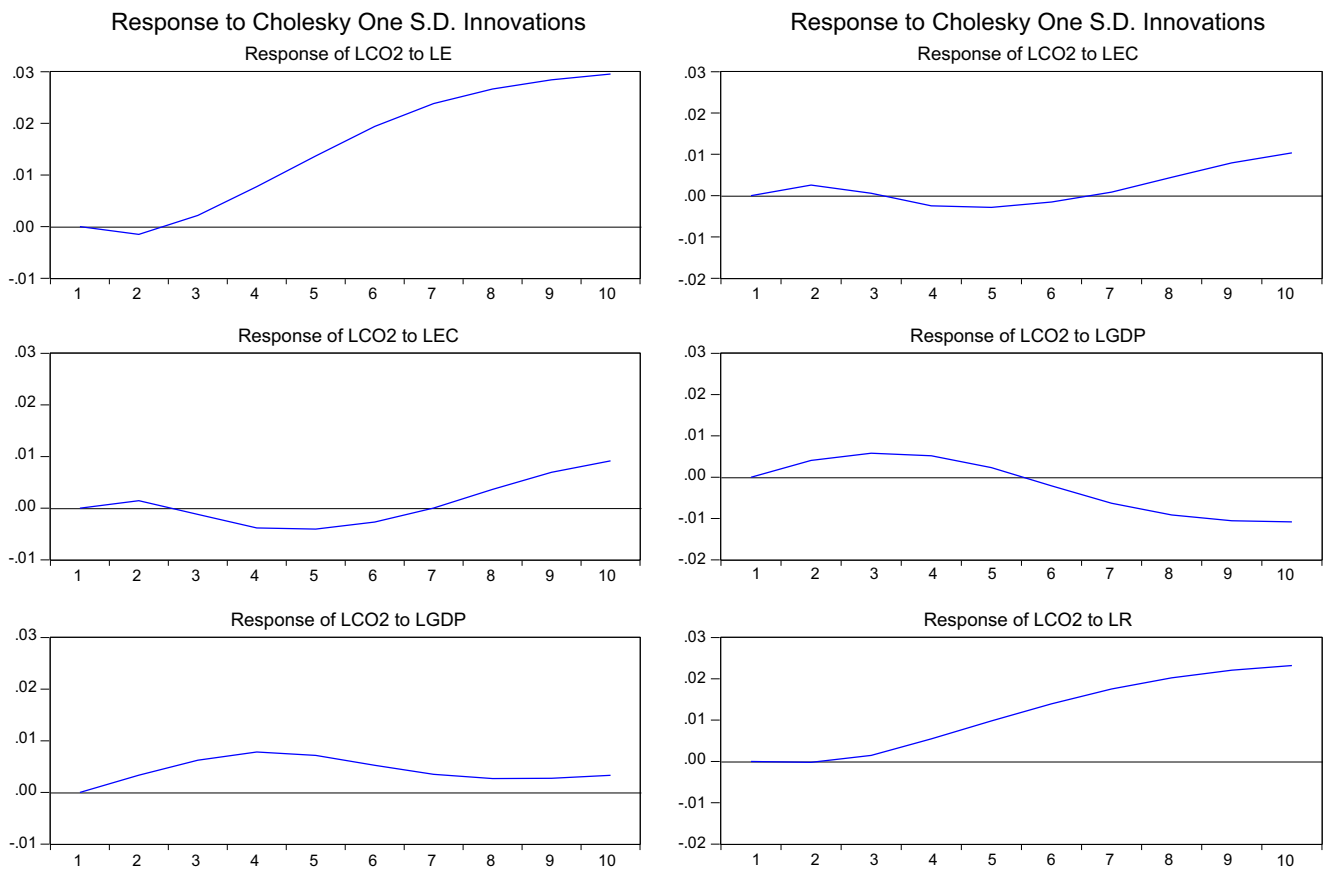 Response to Cholesky One S.D. Innovations
Response of LCO2 to LE
.03
.02
.01
.00
-.01
1 2 3 4 5 6 7 8 9 10
Response of LCO2 to LEC
.03
.02
.01
.00
-.01
1 2 3 4 5 6 7 8 9 10
Response of LCO2 to LGDP
.03
.02
.01
.00
-.01
1 2 3 4 5 6 7 8 9 10
Response to Cholesky One S.D. Innovations
Response of LCO2 to LEC
.03
.02
.01
.00
-.01
-.02
1 2 3 4 5 6 7 8 9 10
Response of LCO2 to LGDP
.03
.02
.01
.00
-.01
-.02
1 2 3 4 5 6 7 8 9 10
Response of LCO2 to LR
.03
.02
.01
.00
-.01
-.02
1 2 3 4 5 6 7 8 9 10